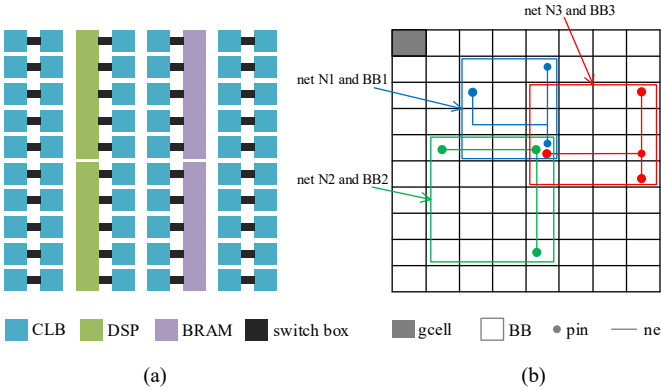 net N3 and BB3
net N1 and BB1
net N2 and BB2
CLB DSP BRAM switch box
gcell BB pin ne
(a) (b)